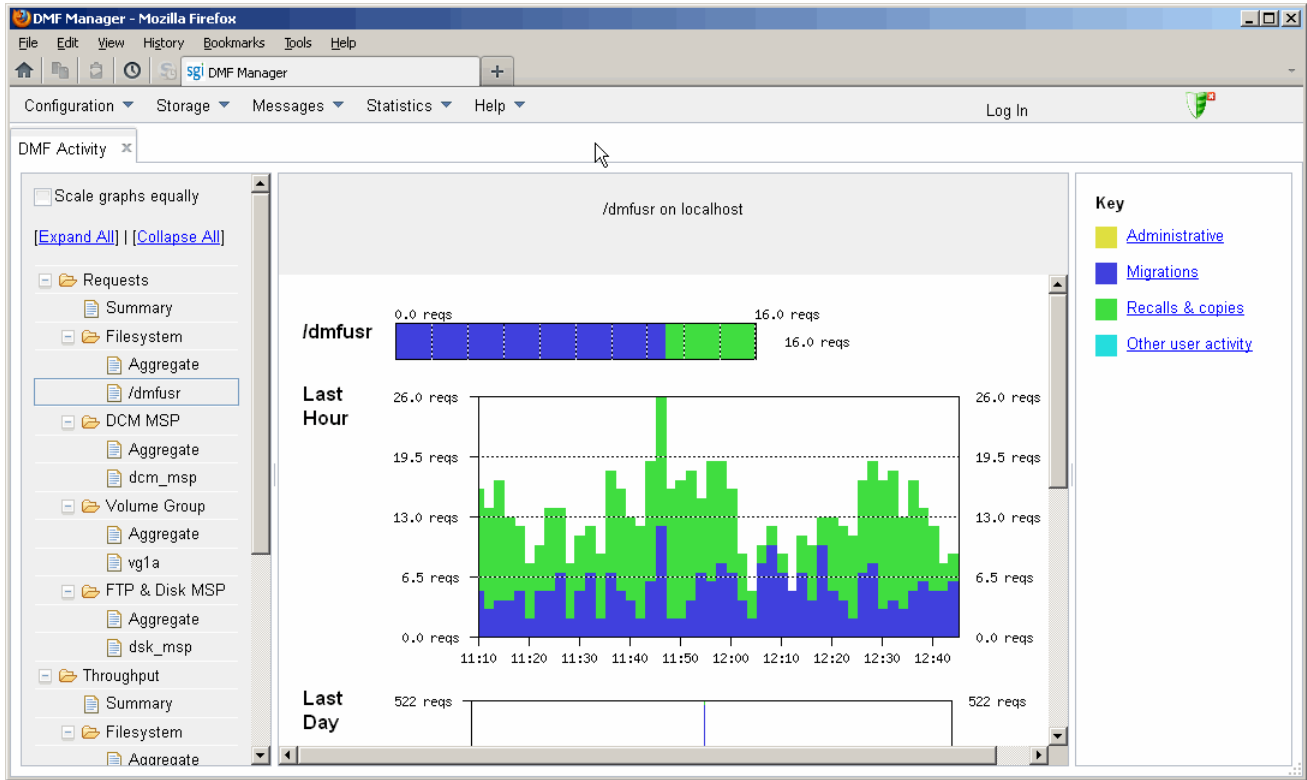 DMF Manager - Mozilla Firefox
File Edit View History Bookmarks Tools Help
sgi DMF Manager
Configuration Storage Messages Statistics Help Log In
DMF Activity
Scale graphs equally
[Expand All] | [Collapse All]
Requests
Summary
Filesystem
Aggregate
/dmfusr
DCM MSP
Aggregate
dcm_msp
Volume Group
Aggregate
vg1a
FTP & Disk MSP
Aggregate
dsk_msp
Throughput
Summary
Filesystem
Aggregate
/dmfusr on localhost
0.0 reqs 16.0 reqs
/dmfusr
16.0 reqs
Last
Hour
26.0 reqs 26.0 reqs
19.5 reqs 19.5 reqs
13.0 reqs 13.0 reqs
6.5 reqs 6.5 reqs
0.0 reqs 0.0 reqs
11:10 11:20 11:30 11:40 11:50 12:00 12:10 12:20 12:30 12:40
Last
Day
522 reqs 522 reqs
Key
Administrative
Migrations
Recalls & copies
Other user activity